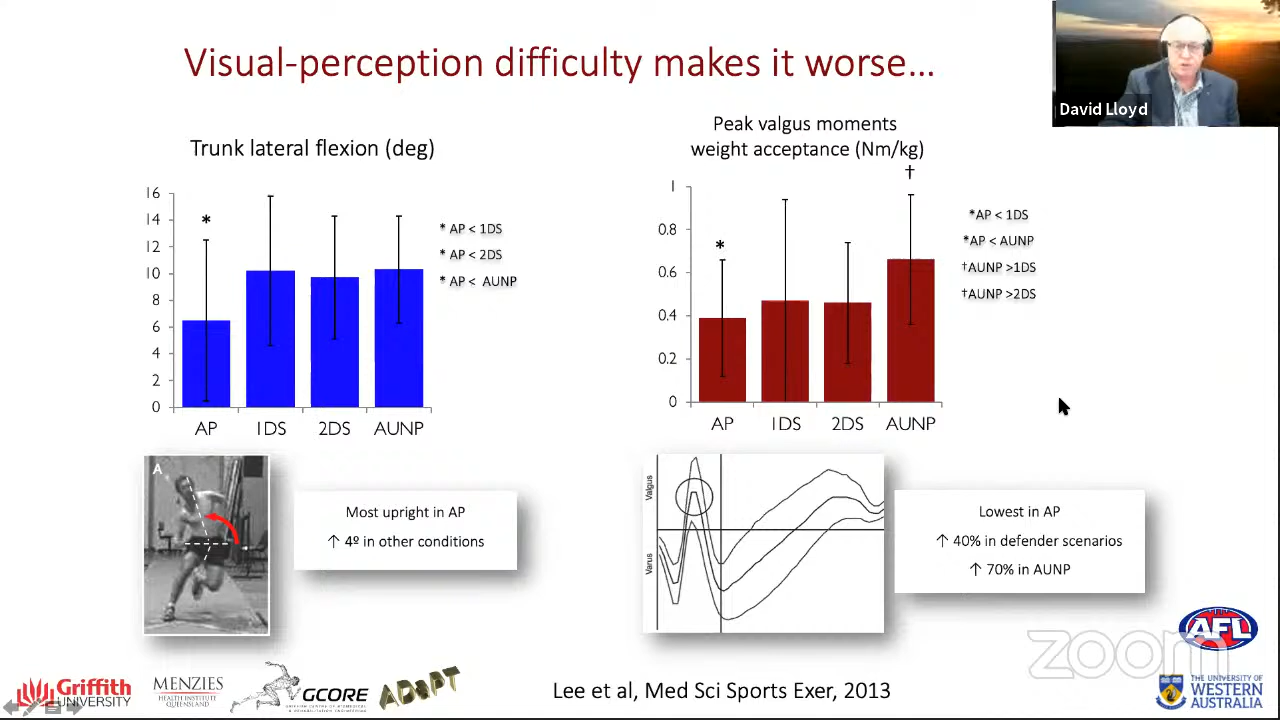 Visual-perception difficulty makes it worse...
David Lloyd
Trunk lateral flexion (deg)
16
14
12
10
8
6
4
2
0
*
AP
1DS
2DS
AUNP
* AP < 1DS
* AP < 2DS
* AP < AUNP
Peak valgus moments
weight acceptance (Nm/kg)
1
0.8
0.6
0.4
0.2
0
*
†
AP
1DS
2DS
AUNP
*AP < 1DS
*AP < AUNP
†AUNP >1DS
†AUNP >2DS
A
Most upright in AP
↑ 4º in other conditions
Valgus
Varus
Lowest in AP
↑ 40% in defender scenarios
↑ 70% in AUNP
AFL
zoom
Griffith
UNIVERSITY
MENZIES
HEALTH INSTITUTE
QUEENSLAND
GCORE
ADAPT
Lee et al, Med Sci Sports Exer, 2013
THE UNIVERSITY OF
WESTERN
AUSTRALIA